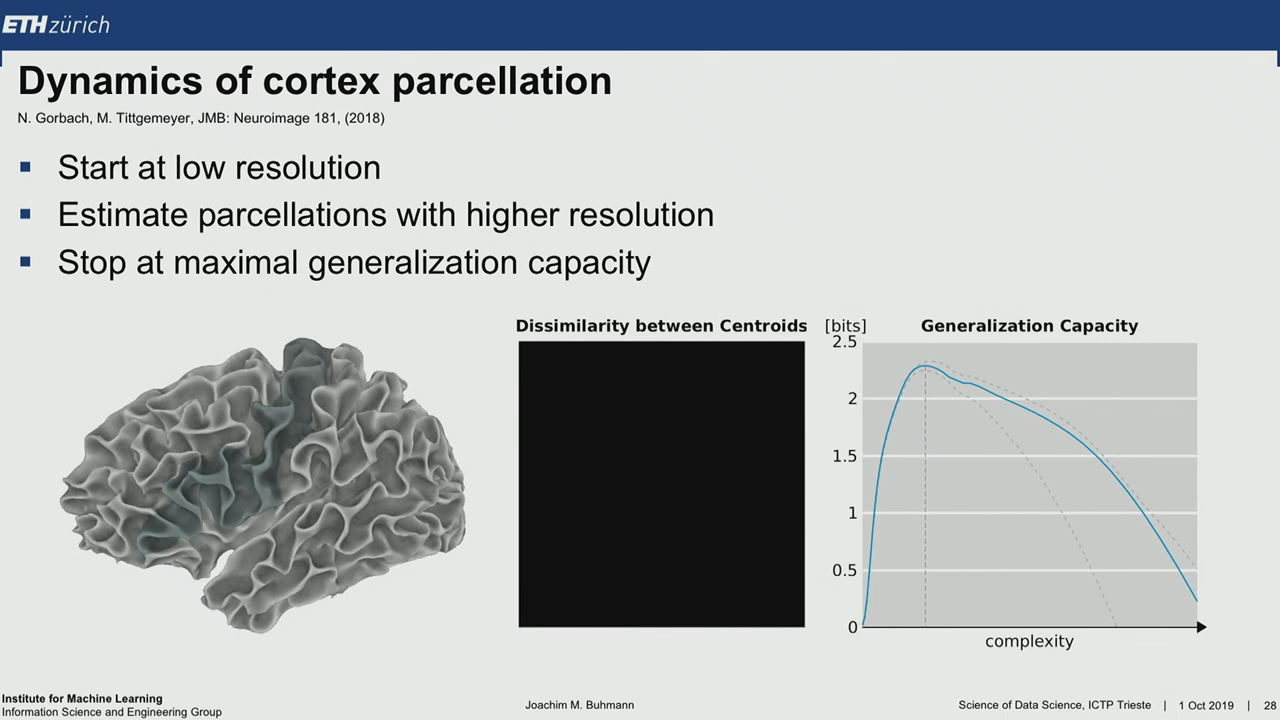 ETH zürich
Dynamics of cortex parcellation
N. Gorbach, M. Tittgemeyer, JMB: Neuroimage 181, (2018)
Start at low resolution
Estimate parcellations with higher resolution
Stop at maximal generalization capacity
Dissimilarity between Centroids
[bits]
Generalization Capacity
2.5
2
1.5
1
0.5
0
complexity
Institute for Machine Learning
Information Science and Engineering Group
Joachim M. Buhmann
Science of Data Science, ICTP Trieste | 1 Oct 2019 | 28